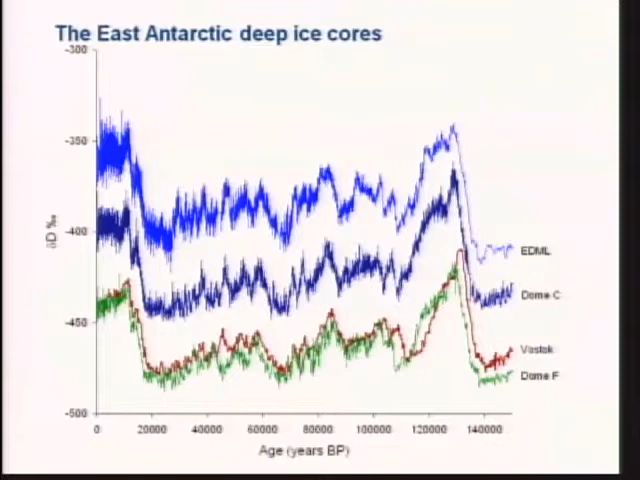 The East Antarctic deep ice cores
-300
-350
-400
-450
-500
δD ‰
0
20000
40000
60000
80000
100000
120000
140000
Age (years BP)
EDML
Dome C
Vostok
Dome F